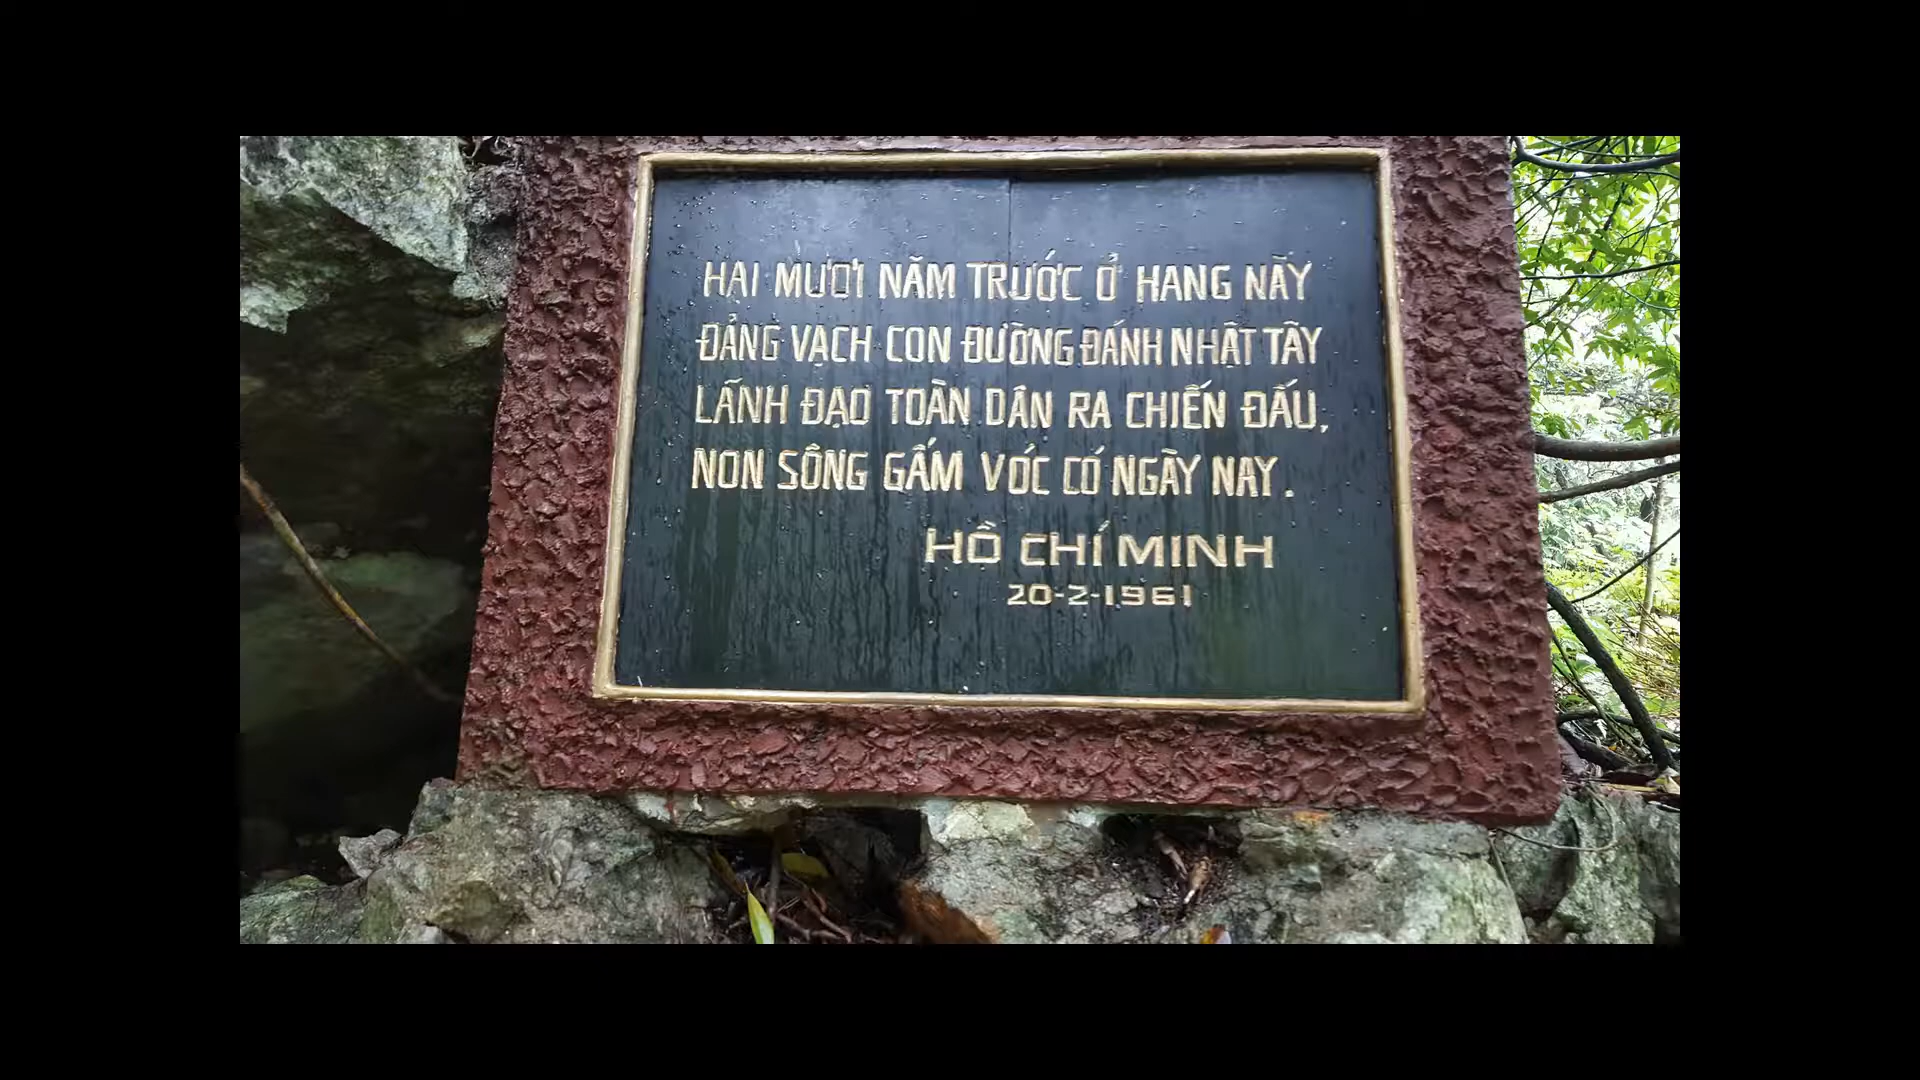 HAI MƯƠI NĂM TRƯỚC Ở HANG NÀY
ĐẢNG VẠCH CON ĐƯỜNG ĐÁNH NHẬT TÂY
LÃNH ĐẠO TOÀN DÂN RA CHIẾN ĐẤU,
NON SÔNG GẤM VÓC CÓ NGÀY NAY.
HỒ CHÍ MINH
20-2-1961